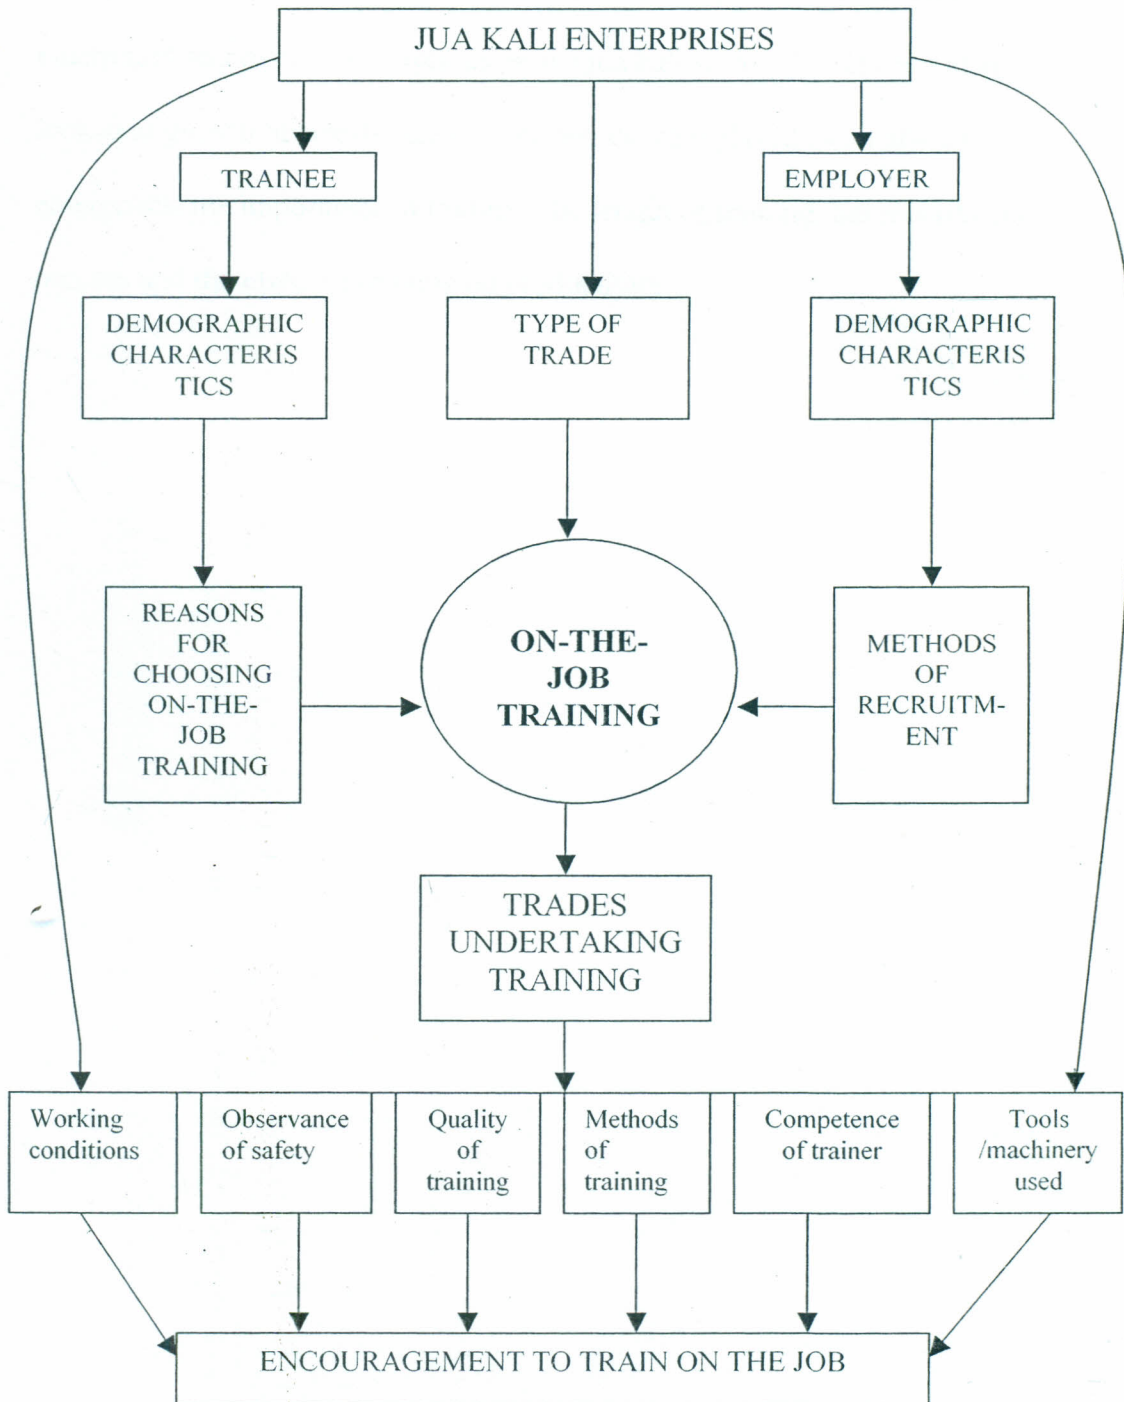 JUA KALI ENTERPRISES
TRAINEE
EMPLOYER
DEMOGRAPHIC
CHARACTERIS
TICS
TYPE OF
TRADE
DEMOGRAPHIC
CHARACTERIS
TICS
REASONS
FOR
CHOOSING
ON-THE-
JOB
TRAINING
ON-THE-
JOB
TRAINING
METHODS
OF
RECRUITM-
ENT
TRADES
UNDERTAKING
TRAINING
Working
conditions
Observance
of safety
Quality
of
training
Methods
of
training
Competence
of trainer
Tools
/machinery
used
ENCOURAGEMENT TO TRAIN ON THE JOB